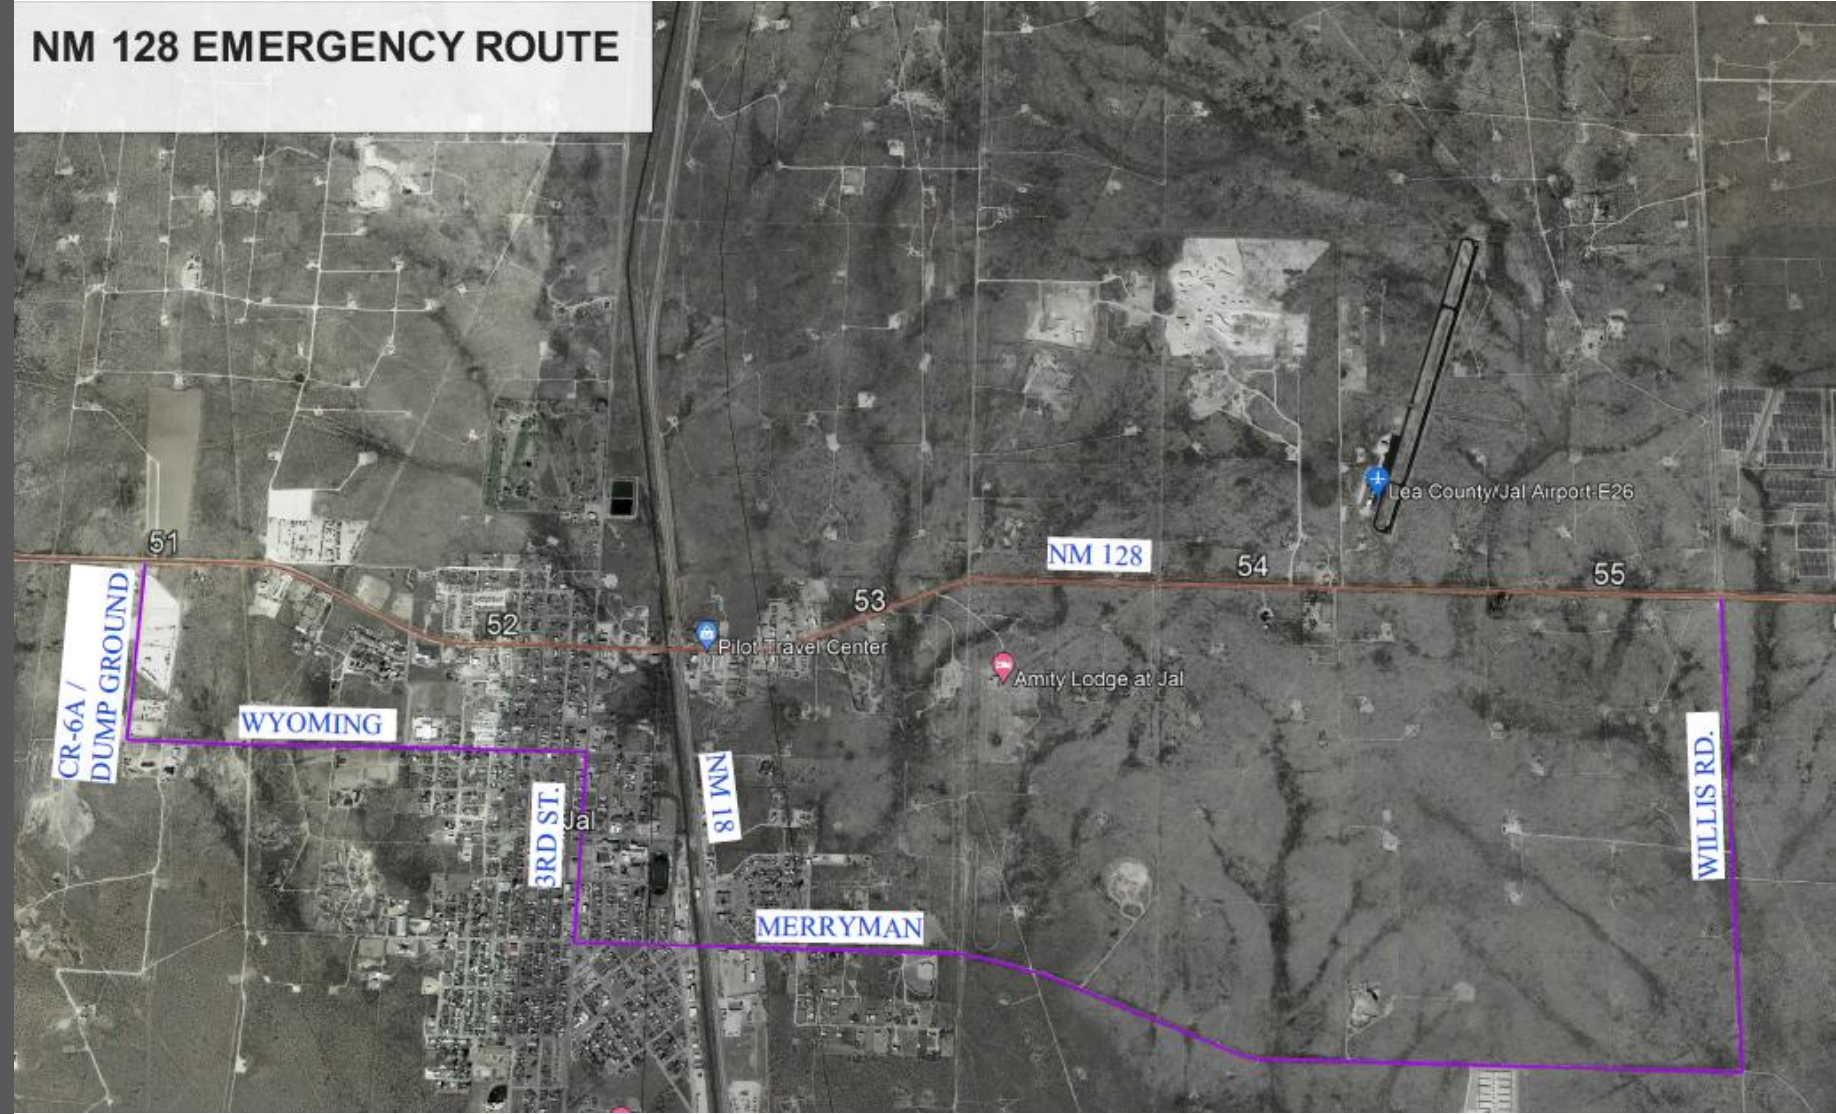 NM 128 EMERGENCY ROUTE
Lea County/Jal Airport-E26
51
NM 128
54
55
CR-6A /
DUMP GROUND
52
53
Pilot Travel Center
Amity Lodge at Jal
WYOMING
NM 18
WILLIS RD.
3RD ST.
Jal
MERRYMAN